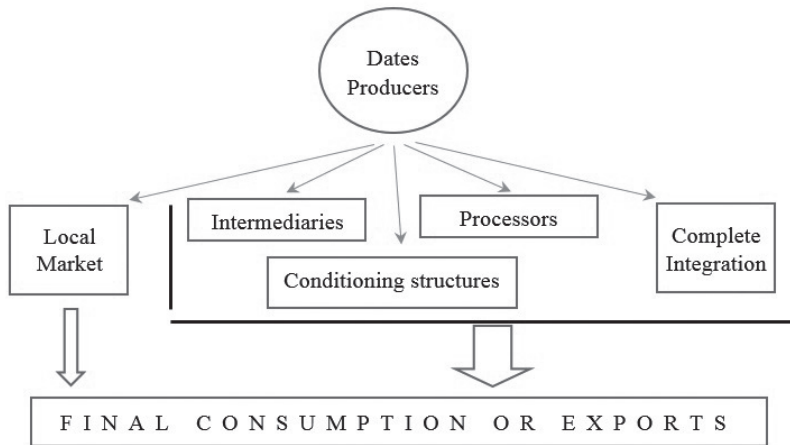 Dates
Producers
Local
Market
Intermediaries
Processors
Complete
Integration
Conditioning structures
FINAL CONSUMPTION OR EXPORTS